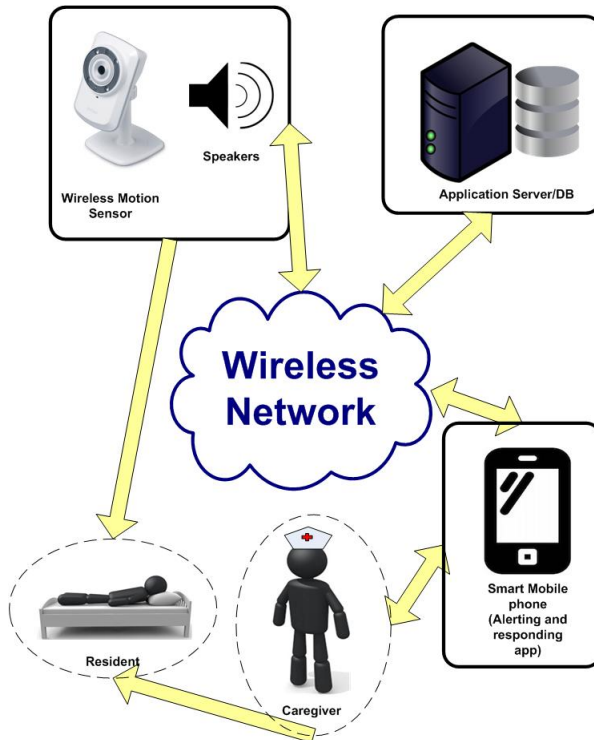 Speakers
Wireless Motion
Sensor
Application Server/DB
Wireless
Network
Smart Mobile
phone
(Alerting and
responding
app)
Resident
Caregiver